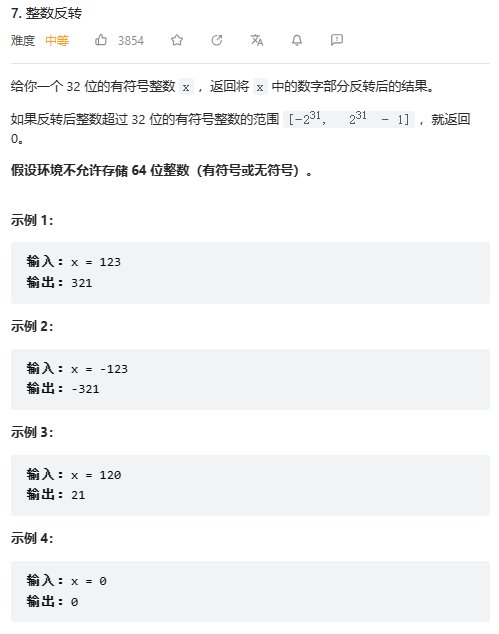 7. 整数反转
难度 中等 3854
给你一个 32 位的有符号整数 x ，返回将 x 中的数字部分反转后的结果。
如果反转后整数超过 32 位的有符号整数的范围 [−2³¹,  2³¹ − 1] ，就返回
0。
假设环境不允许存储 64 位整数（有符号或无符号）。
示例 1：
输入：x = 123
输出：321
示例 2：
输入：x = -123
输出：-321
示例 3：
输入：x = 120
输出：21
示例 4：
输入：x = 0
输出：0